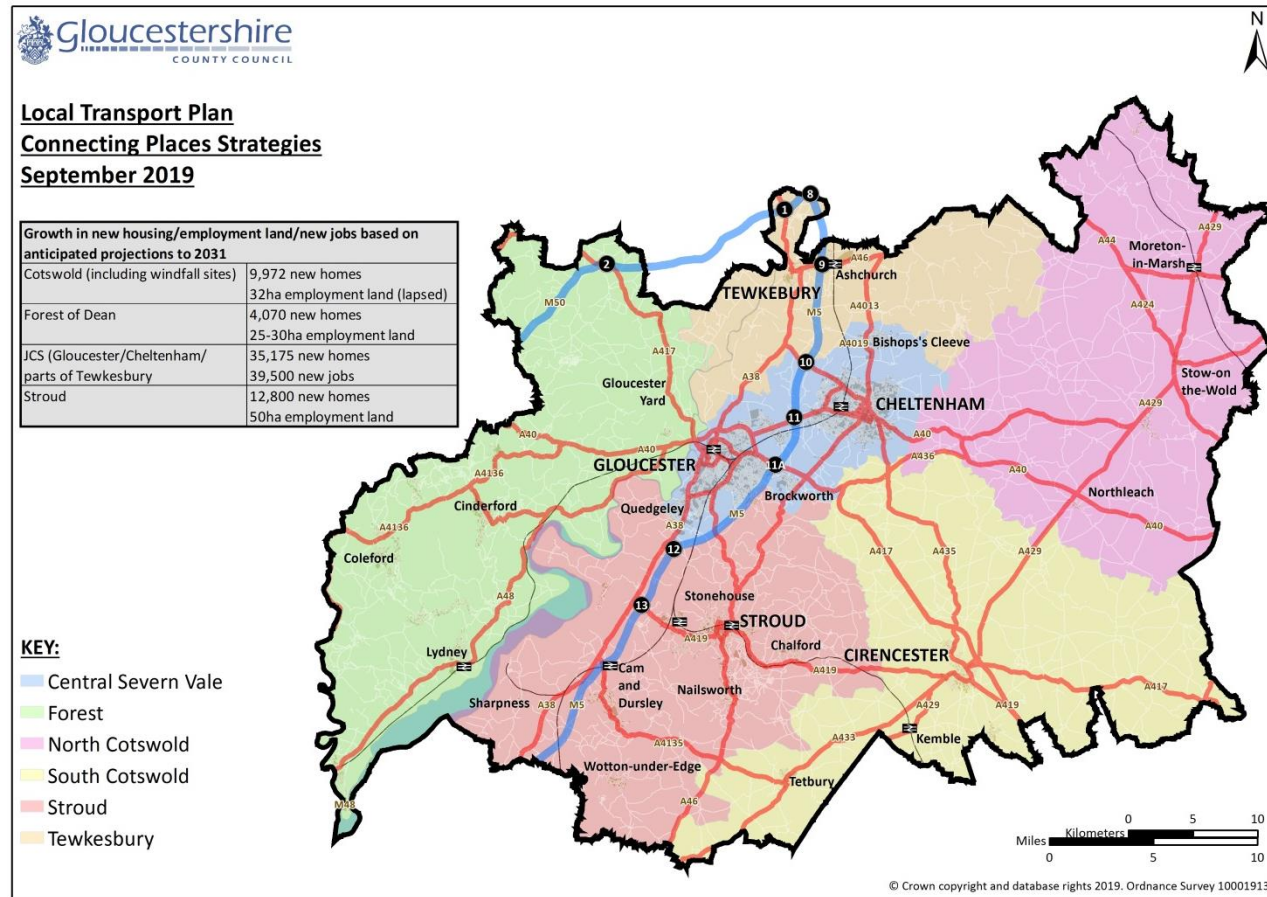 Gloucestershire
COUNTY COUNCIL
N
Local Transport Plan
Connecting Places Strategies
September 2019
Growth in new housing/employment land/new jobs based on
anticipated projections to 2031
Cotswold (including windfall sites) 9,972 new homes
32ha employment land (lapsed)
Forest of Dean 4,070 new homes
25-30ha employment land
JCS (Gloucester/Cheltenham/ 35,175 new homes
parts of Tewkesbury 39,500 new jobs
Stroud 12,800 new homes
50ha employment land
8
1
2
9
A46
Ashchurch
TEWKEBURY
M50
M5
A4013
A44
A429
Moreton-
in-Marsh
A424
A417
A4019
Bishops's Cleeve
10
A38
Gloucester
Yard
Stow-on
the-Wold
11
CHELTENHAM
A429
A40
A40
A40
A436
GLOUCESTER
11A
A4136
A40
Cinderford
Quedgeley
Brockworth
Northleach
A38
M5
A40
A4136
Coleford
12
A417
A435
A429
A48
13
Stonehouse
STROUD
A419
Chalford
CIRENCESTER
Lydney
Cam
and
Dursley
A419
A417
Nailsworth
Sharpness
A38
M5
A429
A419
A433
Kemble
A4135
Wotton-under-Edge
Tetbury
A46
M48
KEY:
Central Severn Vale
Forest
North Cotswold
South Cotswold
Stroud
Tewkesbury
0 5 10
Kilometers
Miles
0 5 10
© Crown copyright and database rights 2019. Ordnance Survey 10001913